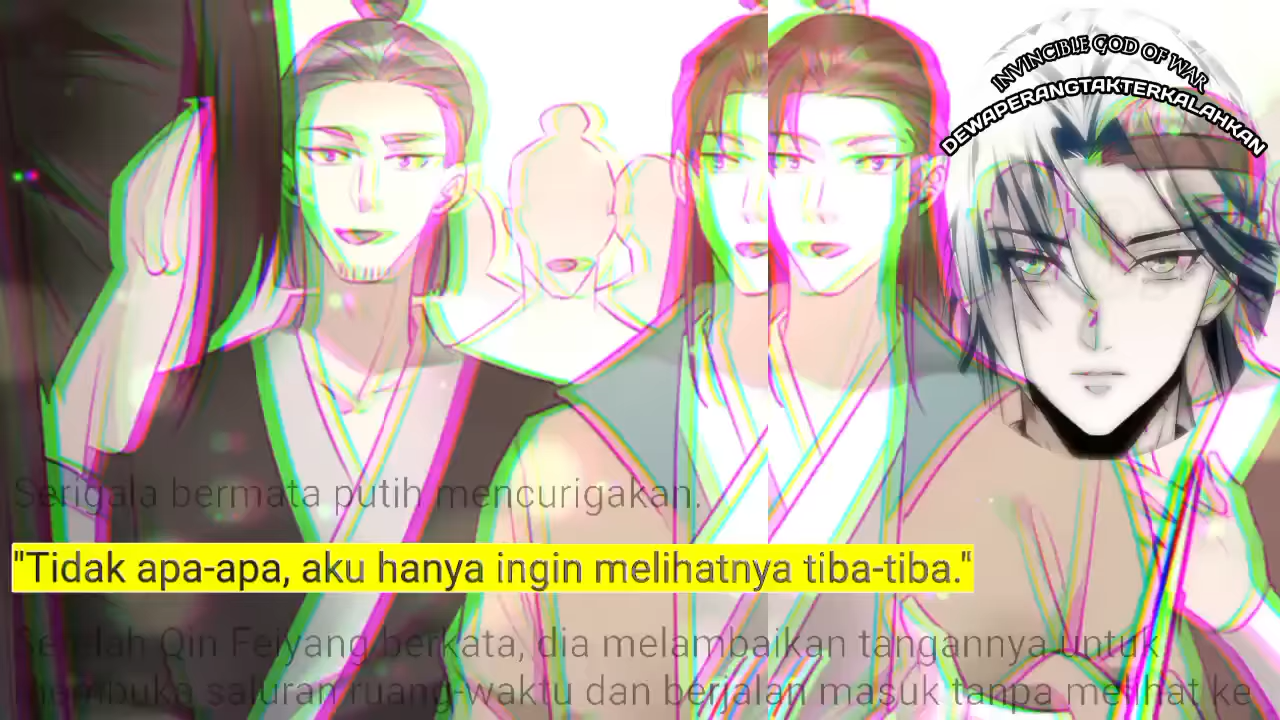 INVINCIBLE GOD OF WAR
DEWAPERANGTAKTERKALAHKAN
Serigala bermata putih mencurigakan.
"Tidak apa-apa, aku hanya ingin melihatnya tiba-tiba."
Setelah Qin Feiyang berkata, dia melambaikan tangannya untuk
membuka saluran ruang-waktu dan berjalan masuk tanpa melihat ke